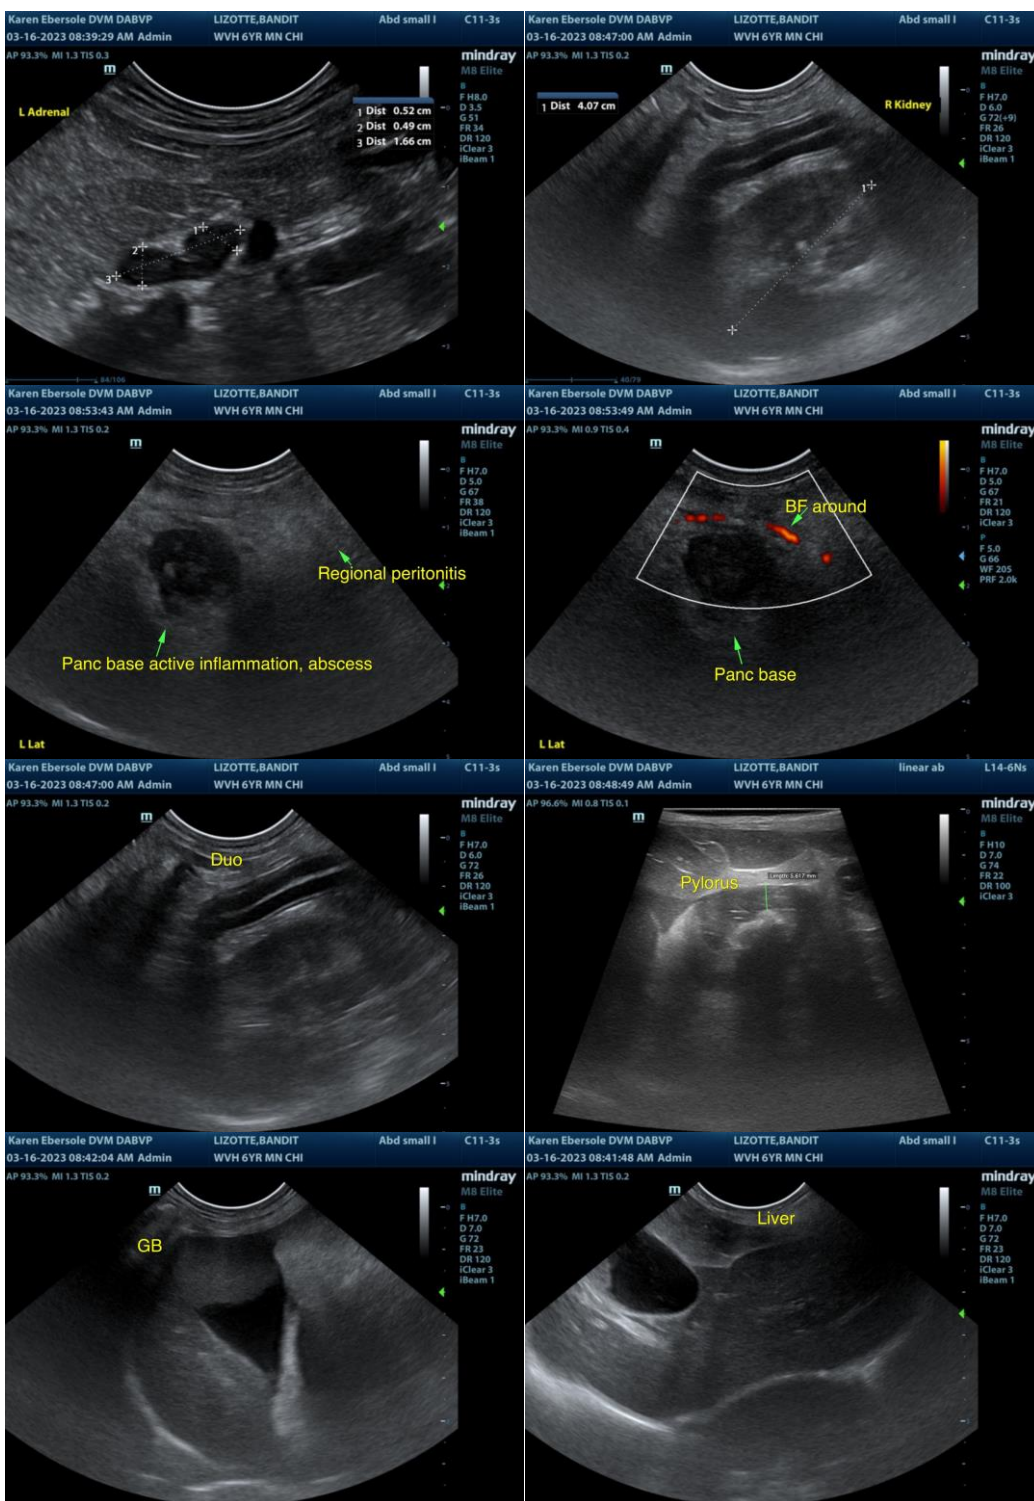 Karen Ebersole DVM DABVP LIZOTTE,BANDIT Abd small I C11-3s
03-16-2023 08:39:29 AM Admin WVH 6YR MN CHI
AP 93.3% MI 1.3 TIS 0.3
mindray
M8 Elite
m
L Adrenal
1 Dist 0.52 cm
2 Dist 0.49 cm
3 Dist 1.66 cm
B
F H8.0
D 3.5
G 51
FR 34
DR 120
iClear 3
iBeam 1
1
2
3
84/106
Karen Ebersole DVM DABVP LIZOTTE,BANDIT Abd small I C11-3s
03-16-2023 08:47:00 AM Admin WVH 6YR MN CHI
AP 93.3% MI 1.3 TIS 0.2
mindray
M8 Elite
m
1 Dist 4.07 cm
R Kidney
B
F H7.0
D 6.0
G 72(+9)
FR 26
DR 120
iClear 3
iBeam 1
1
40/79
Karen Ebersole DVM DABVP LIZOTTE,BANDIT Abd small I C11-3s
03-16-2023 08:53:43 AM Admin WVH 6YR MN CHI
AP 93.3% MI 1.3 TIS 0.2
mindray
M8 Elite
m
B
F H7.0
D 5.0
G 67
FR 38
DR 120
iClear 3
iBeam 1
Regional peritonitis
Panc base active inflammation, abscess
L Lat
Karen Ebersole DVM DABVP LIZOTTE,BANDIT Abd small I C11-3s
03-16-2023 08:53:49 AM Admin WVH 6YR MN CHI
AP 93.3% MI 0.9 TIS 0.4
mindray
M8 Elite
m
B
F H7.0
D 5.0
G 67
FR 21
DR 120
iClear 3
iBeam 1
P
F 5.0
G 66
WF 205
PRF 2.0k
BF around
Panc base
L Lat
Karen Ebersole DVM DABVP LIZOTTE,BANDIT Abd small I C11-3s
03-16-2023 08:47:00 AM Admin WVH 6YR MN CHI
AP 93.3% MI 1.3 TIS 0.2
mindray
M8 Elite
m
Duo
B
F H7.0
D 6.0
G 72
FR 26
DR 120
iClear 3
iBeam 1
Karen Ebersole DVM DABVP LIZOTTE,BANDIT linear ab L14-6Ns
03-16-2023 08:48:49 AM Admin WVH 6YR MN CHI
AP 96.6% MI 0.8 TIS 0.1
mindray
M8 Elite
m
Pylorus
B
F H10
D 7.0
G 74
FR 22
DR 100
iClear 3
Karen Ebersole DVM DABVP LIZOTTE,BANDIT Abd small I C11-3s
03-16-2023 08:42:04 AM Admin WVH 6YR MN CHI
AP 93.3% MI 1.3 TIS 0.2
mindray
M8 Elite
m
GB
B
F H7.0
D 7.0
G 72
FR 23
DR 120
iClear 3
iBeam 1
Karen Ebersole DVM DABVP LIZOTTE,BANDIT Abd small I C11-3s
03-16-2023 08:41:48 AM Admin WVH 6YR MN CHI
AP 93.3% MI 1.3 TIS 0.2
mindray
M8 Elite
m
Liver
B
F H7.0
D 7.0
G 72
FR 23
DR 120
iClear 3
iBeam 1